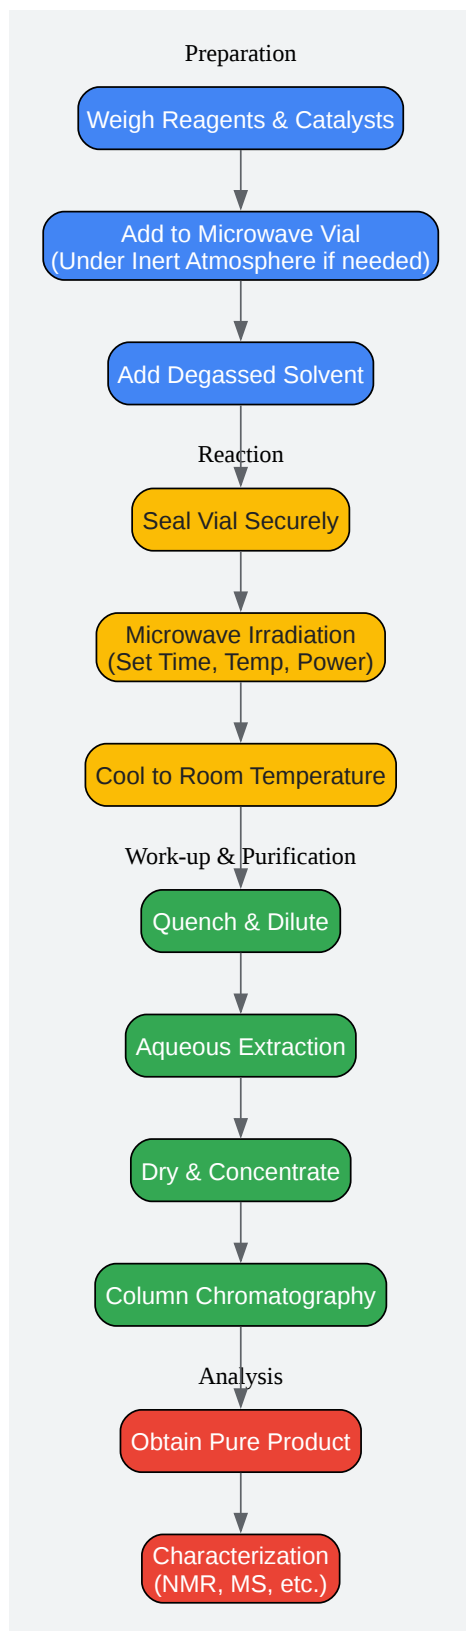 Preparation
Weigh Reagents & Catalysts
Add to Microwave Vial
(Under Inert Atmosphere if needed)
Add Degassed Solvent
Reaction
Seal Vial Securely
Microwave Irradiation
(Set Time, Temp, Power)
Cool to Room Temperature
Work-up & Purification
Quench & Dilute
Aqueous Extraction
Dry & Concentrate
Column Chromatography
Analysis
Obtain Pure Product
Characterization
(NMR, MS, etc.)